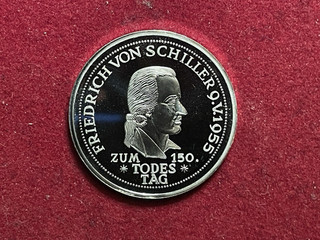 FRIEDRICH VON SCHILLER 9.V.1955
ZUM 150.
* TODES *
TAG